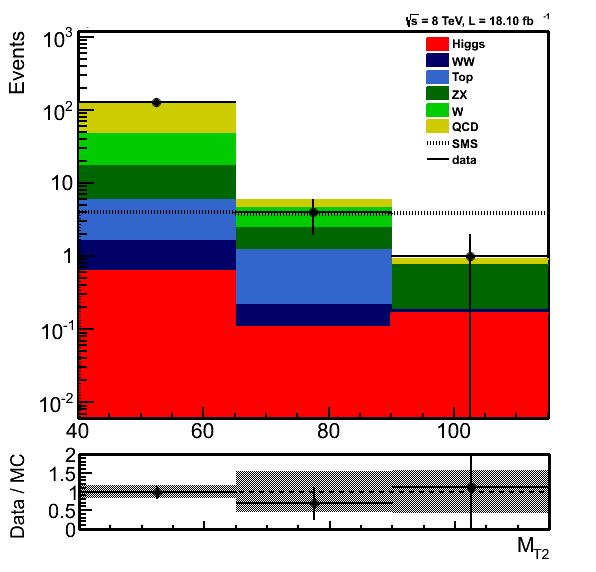 √s = 8 TeV, L = 18.10 fb⁻¹
Events
10³
10²
10
1
10⁻¹
10⁻²
Higgs
WW
Top
ZX
W
QCD
SMS
data
40 60 80 100
Data / MC
2
1.5
1
0.5
0
M_T2